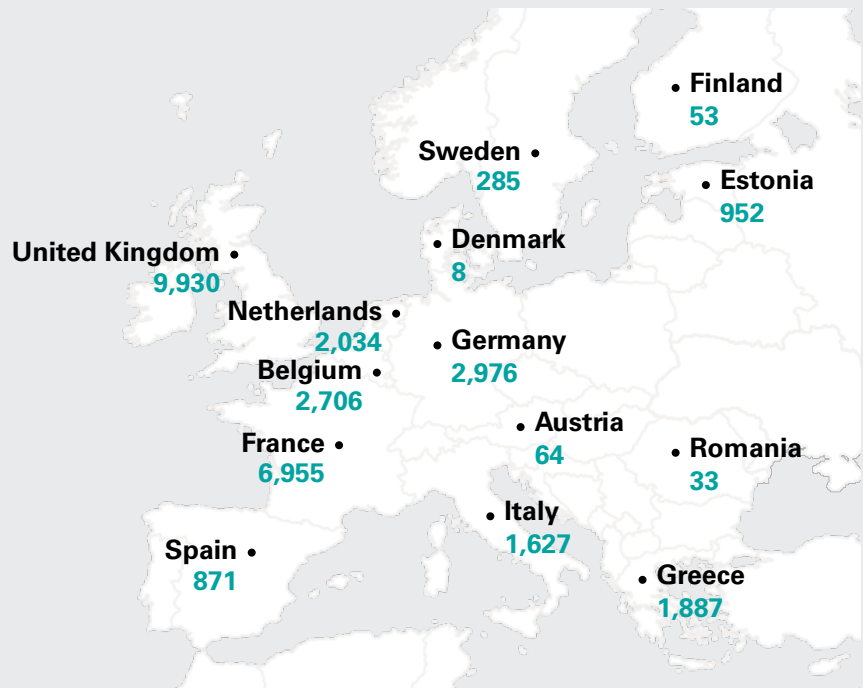 Finland
53
Sweden
285
Estonia
952
Denmark
8
United Kingdom
9,930
Netherlands
2,034
Germany
2,976
Belgium
2,706
Austria
64
France
6,955
Romania
33
Italy
1,627
Spain
871
Greece
1,887